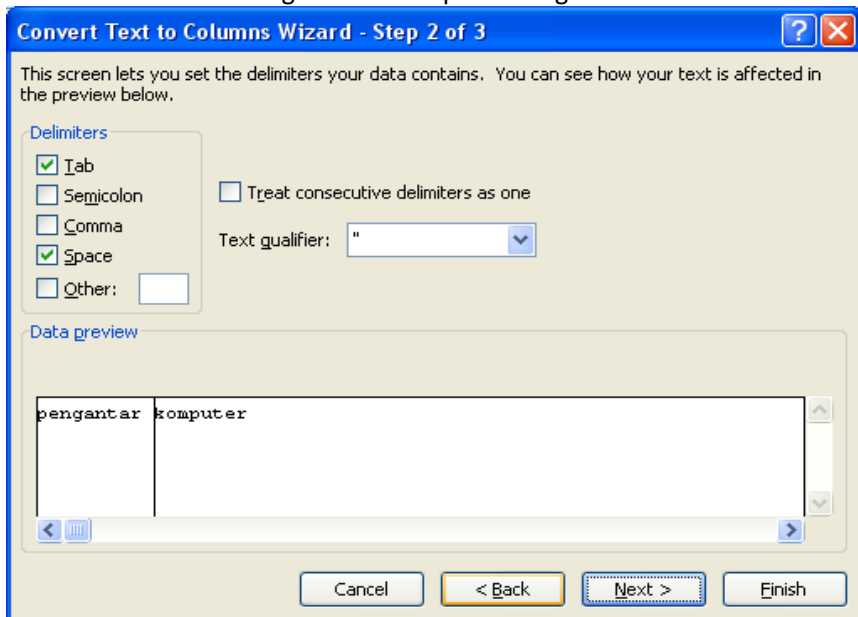 Convert Text to Columns Wizard - Step 2 of 3
This screen lets you set the delimiters your data contains. You can see how your text is affected in
the preview below.
Delimiters
Tab
Semicolon
Comma
Space
Other:
Treat consecutive delimiters as one
Text qualifier: "
Data preview
pengantar komputer
Cancel < Back Next > Finish